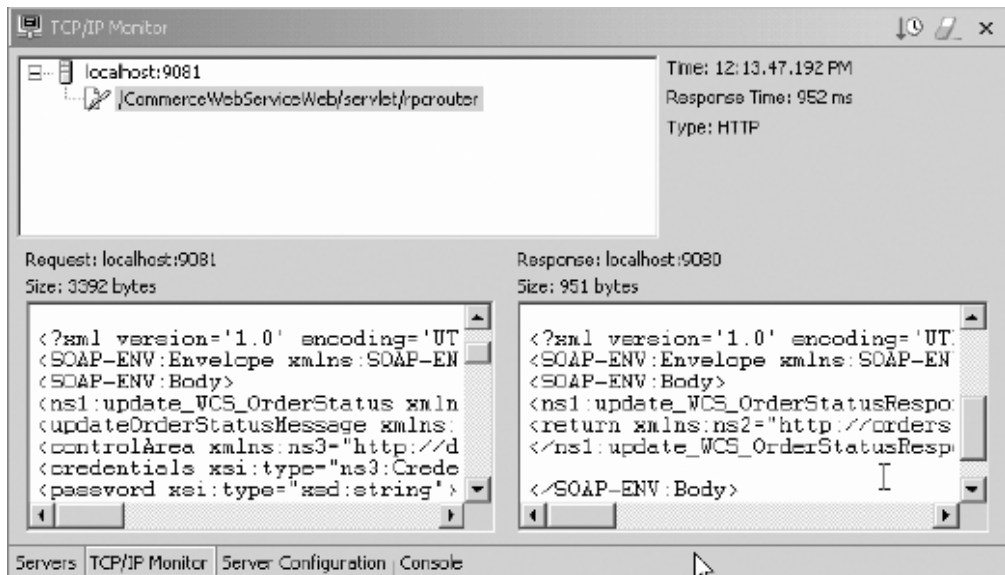 TCP/IP Monitor
localhost:9081
/CommerceWebServiceWeb/servlet/rpcrouter
Time: 12:13.47.192 PM
Response Time: 952 ms
Type: HTTP
Request: localhost:9081
Size: 3392 bytes
<?xml version='1.0' encoding='UT
<SOAP-ENV:Envelope xmlns:SOAP-EN
<SOAP-ENV:Body>
<ns1:update_WCS_OrderStatus xmln
<updateOrderStatusMessage xmlns:
<controlArea xmlns:ns3="http://d
<credentials xsi:type="ns3:Crede
<password xsi:type="xsd:string">
Response: localhost:9080
Size: 951 bytes
<?xml version='1.0' encoding='UT
<SOAP-ENV:Envelope xmlns:SOAP-EN
<SOAP-ENV:Body>
<ns1:update_WCS_OrderStatusRespo
<return xmlns:ns2="http://orders
</ns1:update_WCS_OrderStatusResp
</SOAP-ENV:Body>
Servers TCP/IP Monitor Server Configuration Console